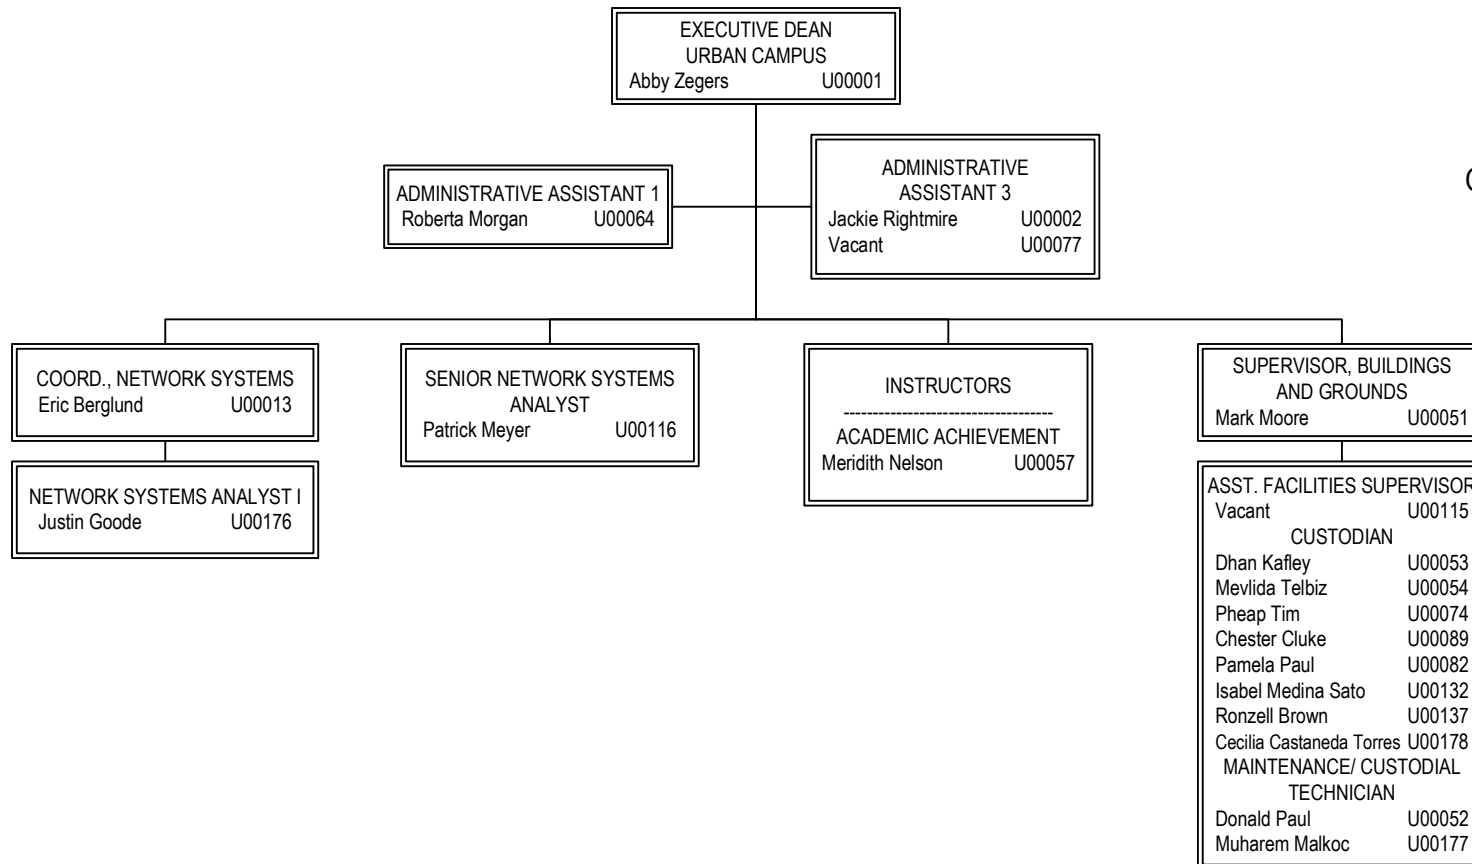 EXECUTIVE DEAN
URBAN CAMPUS
Abby Zegers U00001
ADMINISTRATIVE ASSISTANT 1
Roberta Morgan U00064
ADMINISTRATIVE
ASSISTANT 3
Jackie Rightmire U00002
Vacant U00077
COORD., NETWORK SYSTEMS
Eric Berglund U00013
NETWORK SYSTEMS ANALYST I
Justin Goode U00176
SENIOR NETWORK SYSTEMS
ANALYST
Patrick Meyer U00116
INSTRUCTORS
------------------------------------
ACADEMIC ACHIEVEMENT
Meridith Nelson U00057
SUPERVISOR, BUILDINGS
AND GROUNDS
Mark Moore U00051
ASST. FACILITIES SUPERVISOR
Vacant U00115
CUSTODIAN
Dhan Kafley U00053
Mevlida Telbiz U00054
Pheap Tim U00074
Chester Cluke U00089
Pamela Paul U00082
Isabel Medina Sato U00132
Ronzell Brown U00137
Cecilia Castaneda Torres U00178
MAINTENANCE/ CUSTODIAL
TECHNICIAN
Donald Paul U00052
Muharem Malkoc U00177